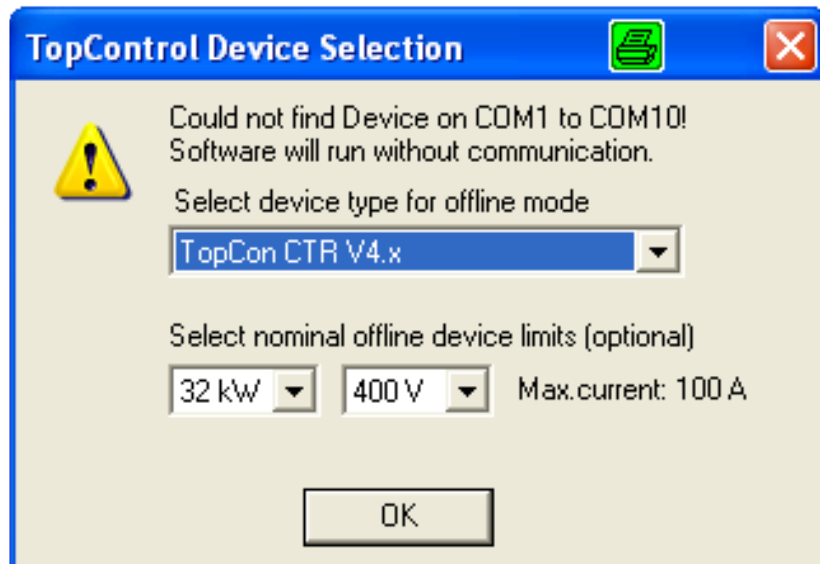 TopControl Device Selection
Could not find Device on COM1 to COM10!
Software will run without communication.
Select device type for offline mode
TopCon CTR V4.x
Select nominal offline device limits (optional)
32 kW 400 V Max.current: 100 A
OK